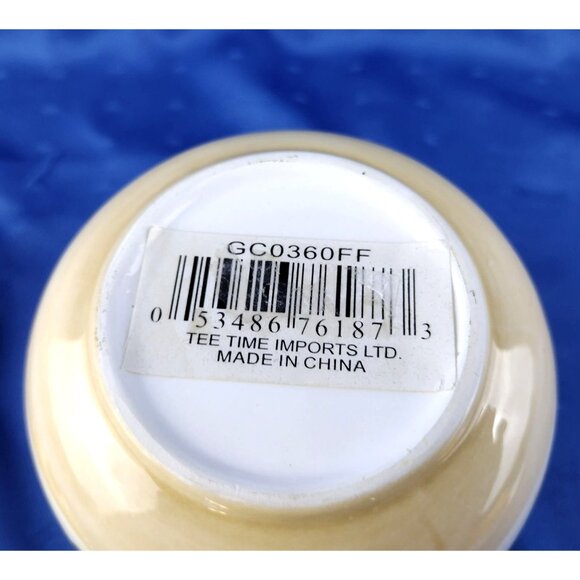 GC0360FF
0 53486 76187 3
TEE TIME IMPORTS LTD.
MADE IN CHINA